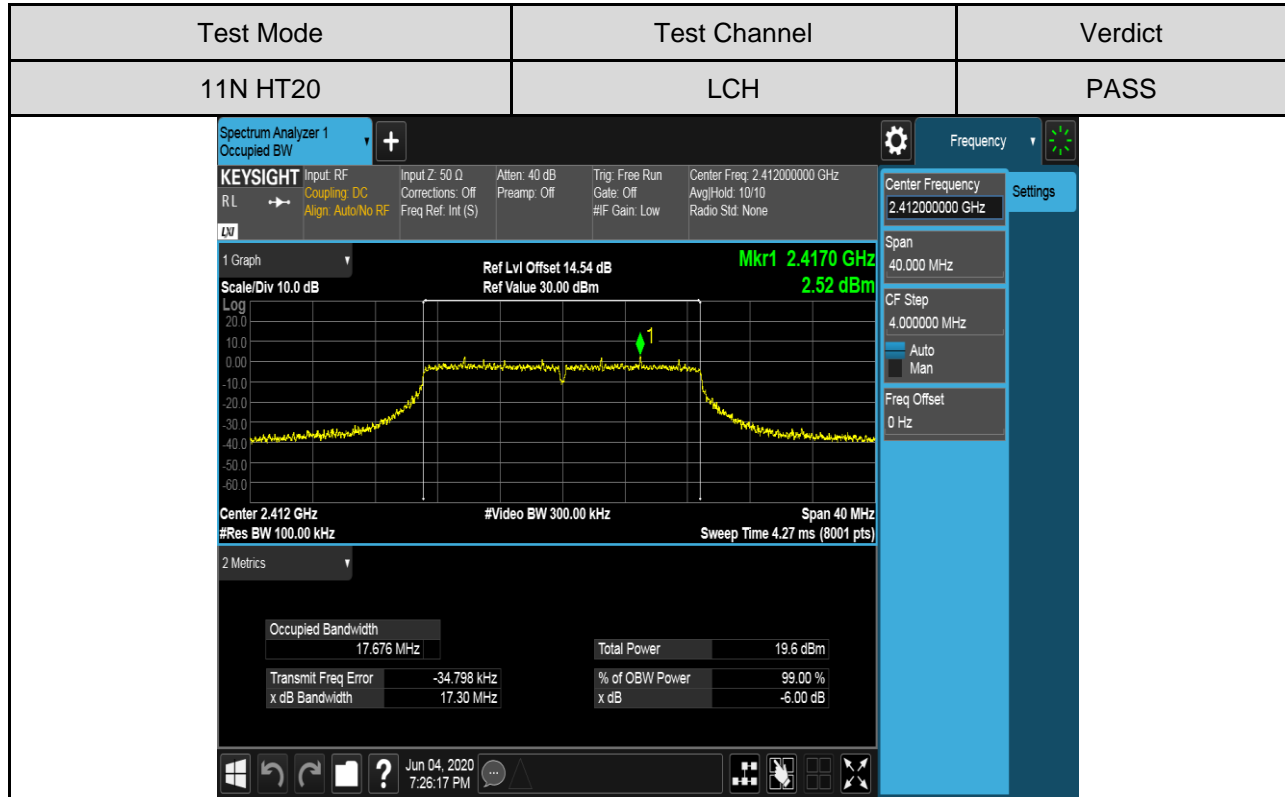 Test Mode Test Channel Verdict
11N HT20 LCH PASS
Spectrum Analyzer 1
Occupied BW
+
Frequency
KEYSIGHT
RL
LXI
Input: RF
Coupling: DC
Align: Auto/No RF
Input Z: 50 Ω
Corrections: Off
Freq Ref: Int (S)
Atten: 40 dB
Preamp: Off
Trig: Free Run
Gate: Off
#IF Gain: Low
Center Freq: 2.412000000 GHz
Avg|Hold: 10/10
Radio Std: None
Center Frequency
2.412000000 GHz
Settings
Span
40.000 MHz
CF Step
4.000000 MHz
Auto
Man
Freq Offset
0 Hz
1 Graph
Scale/Div 10.0 dB
Ref Lvl Offset 14.54 dB
Ref Value 30.00 dBm
Mkr1 2.4170 GHz
2.52 dBm
Log
20.0
10.0
0.00
-10.0
-20.0
-30.0
-40.0
-50.0
-60.0
1
Center 2.412 GHz
#Res BW 100.00 kHz
#Video BW 300.00 kHz
Span 40 MHz
Sweep Time 4.27 ms (8001 pts)
2 Metrics
Occupied Bandwidth
17.676 MHz
Transmit Freq Error -34.798 kHz
x dB Bandwidth 17.30 MHz
Total Power 19.6 dBm
% of OBW Power 99.00 %
x dB -6.00 dB
?
Jun 04, 2020
7:26:17 PM